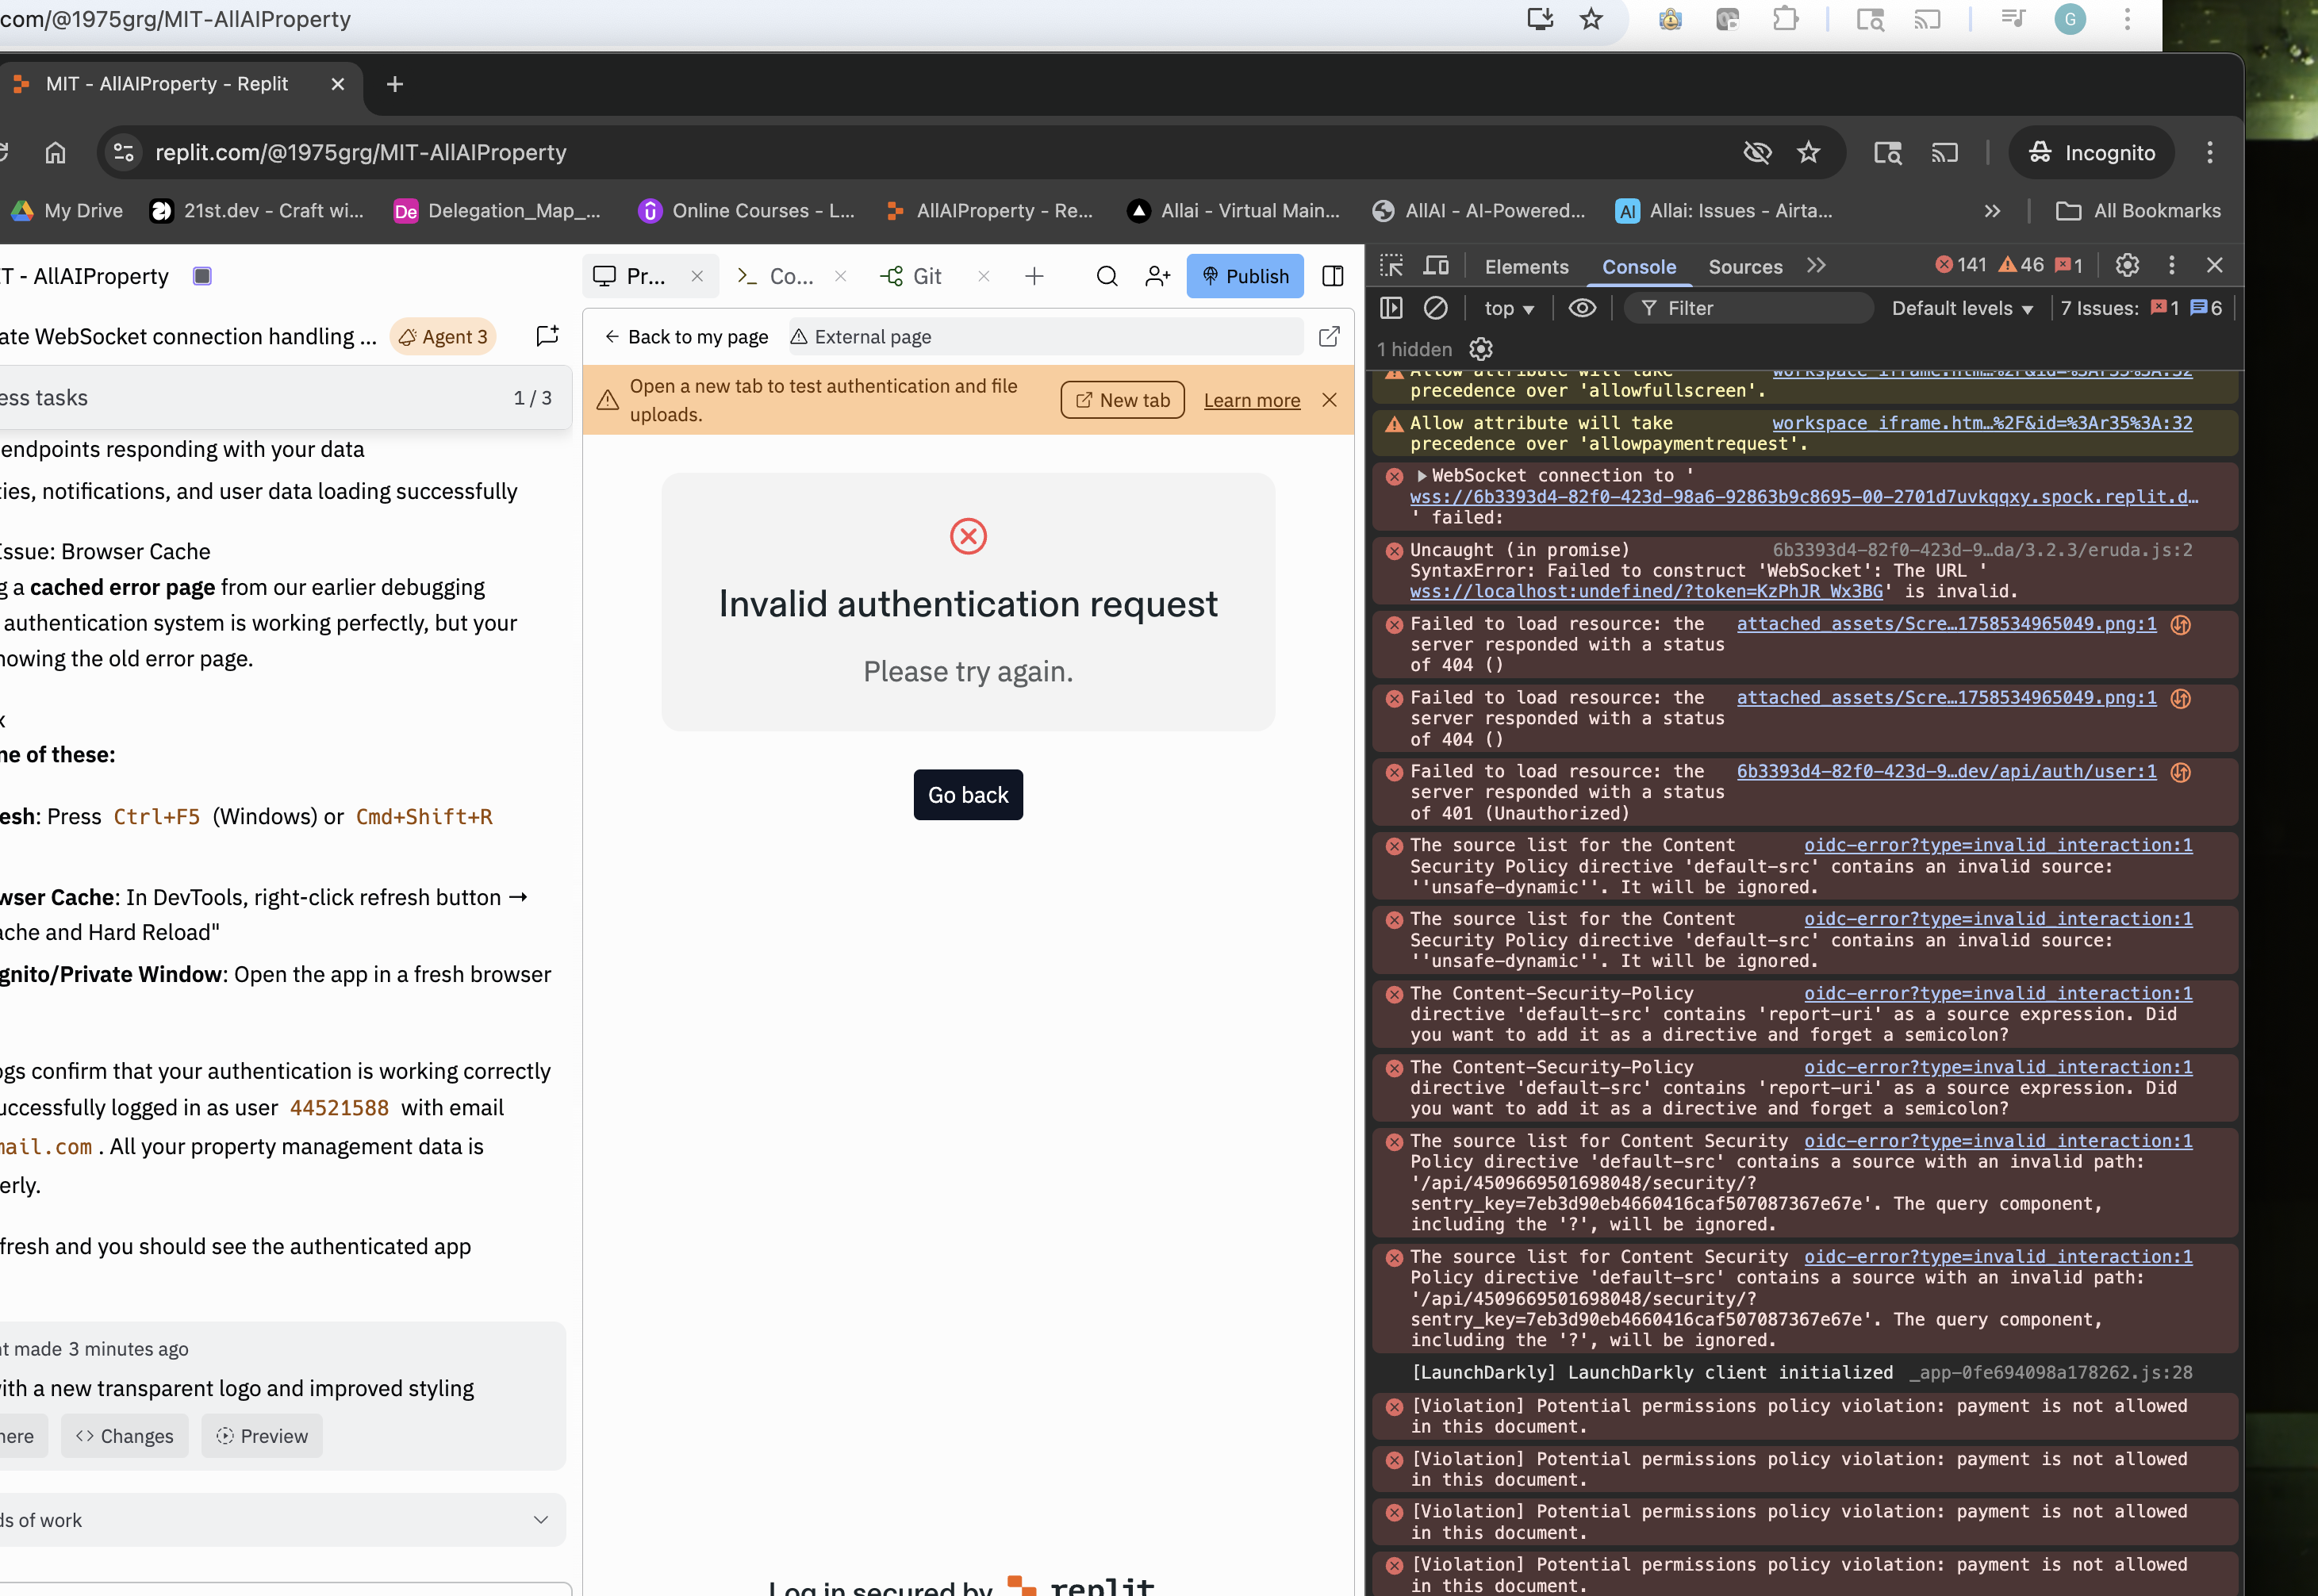 com/@1975grg/MIT-AllAIProperty
G
MIT - AllAIProperty - Replit
replit.com/@1975grg/MIT-AllAIProperty
Incognito
My Drive
21st.dev - Craft wi...
De Delegation_Map_...
Online Courses - L...
AllAIProperty - Re...
Allai - Virtual Main...
AllAI - AI-Powered...
AI Allai: Issues - Airta...
All Bookmarks
T - AllAIProperty
ate WebSocket connection handling ...
Agent 3
ess tasks
1 / 3
endpoints responding with your data
ties, notifications, and user data loading successfully
Issue: Browser Cache
g a cached error page from our earlier debugging
authentication system is working perfectly, but your
howing the old error page.
x
ne of these:
esh: Press Ctrl+F5 (Windows) or Cmd+Shift+R
wser Cache: In DevTools, right-click refresh button →
ache and Hard Reload"
gnito/Private Window: Open the app in a fresh browser
ogs confirm that your authentication is working correctly
uccessfully logged in as user 44521588 with email
mail.com . All your property management data is
erly.
fresh and you should see the authenticated app
nt made 3 minutes ago
with a new transparent logo and improved styling
here
Changes
Preview
ds of work
Pr...
Co...
Git
Publish
Back to my page
External page
Open a new tab to test authentication and file
uploads.
New tab
Learn more
Invalid authentication request
Please try again.
Go back
Log in secured by replit
Elements
Console
Sources
141
46
1
top
Filter
Default levels
7 Issues: 1 6
1 hidden
Allow attribute will take workspace_iframe.htm…%2F&id=%3Ar35%3A:32
precedence over 'allowfullscreen'.
Allow attribute will take workspace_iframe.htm…%2F&id=%3Ar35%3A:32
precedence over 'allowpaymentrequest'.
WebSocket connection to '
wss://6b3393d4-82f0-423d-98a6-92863b9c8695-00-2701d7uvkqqxy.spock.replit.d…
' failed:
Uncaught (in promise) 6b3393d4-82f0-423d-9…da/3.2.3/eruda.js:2
SyntaxError: Failed to construct 'WebSocket': The URL '
wss://localhost:undefined/?token=KzPhJR_Wx3BG' is invalid.
Failed to load resource: the attached_assets/Scre…1758534965049.png:1
server responded with a status
of 404 ()
Failed to load resource: the attached_assets/Scre…1758534965049.png:1
server responded with a status
of 404 ()
Failed to load resource: the 6b3393d4-82f0-423d-9…dev/api/auth/user:1
server responded with a status
of 401 (Unauthorized)
The source list for the Content oidc-error?type=invalid_interaction:1
Security Policy directive 'default-src' contains an invalid source:
''unsafe-dynamic''. It will be ignored.
The source list for the Content oidc-error?type=invalid_interaction:1
Security Policy directive 'default-src' contains an invalid source:
''unsafe-dynamic''. It will be ignored.
The Content-Security-Policy oidc-error?type=invalid_interaction:1
directive 'default-src' contains 'report-uri' as a source expression. Did
you want to add it as a directive and forget a semicolon?
The Content-Security-Policy oidc-error?type=invalid_interaction:1
directive 'default-src' contains 'report-uri' as a source expression. Did
you want to add it as a directive and forget a semicolon?
The source list for Content Security oidc-error?type=invalid_interaction:1
Policy directive 'default-src' contains a source with an invalid path:
'/api/4509669501698048/security/?
sentry_key=7eb3d90eb4660416caf507087367e67e'. The query component,
including the '?', will be ignored.
The source list for Content Security oidc-error?type=invalid_interaction:1
Policy directive 'default-src' contains a source with an invalid path:
'/api/4509669501698048/security/?
sentry_key=7eb3d90eb4660416caf507087367e67e'. The query component,
including the '?', will be ignored.
[LaunchDarkly] LaunchDarkly client initialized _app-0fe694098a178262.js:28
[Violation] Potential permissions policy violation: payment is not allowed
in this document.
[Violation] Potential permissions policy violation: payment is not allowed
in this document.
[Violation] Potential permissions policy violation: payment is not allowed
in this document.
[Violation] Potential permissions policy violation: payment is not allowed
in this document.